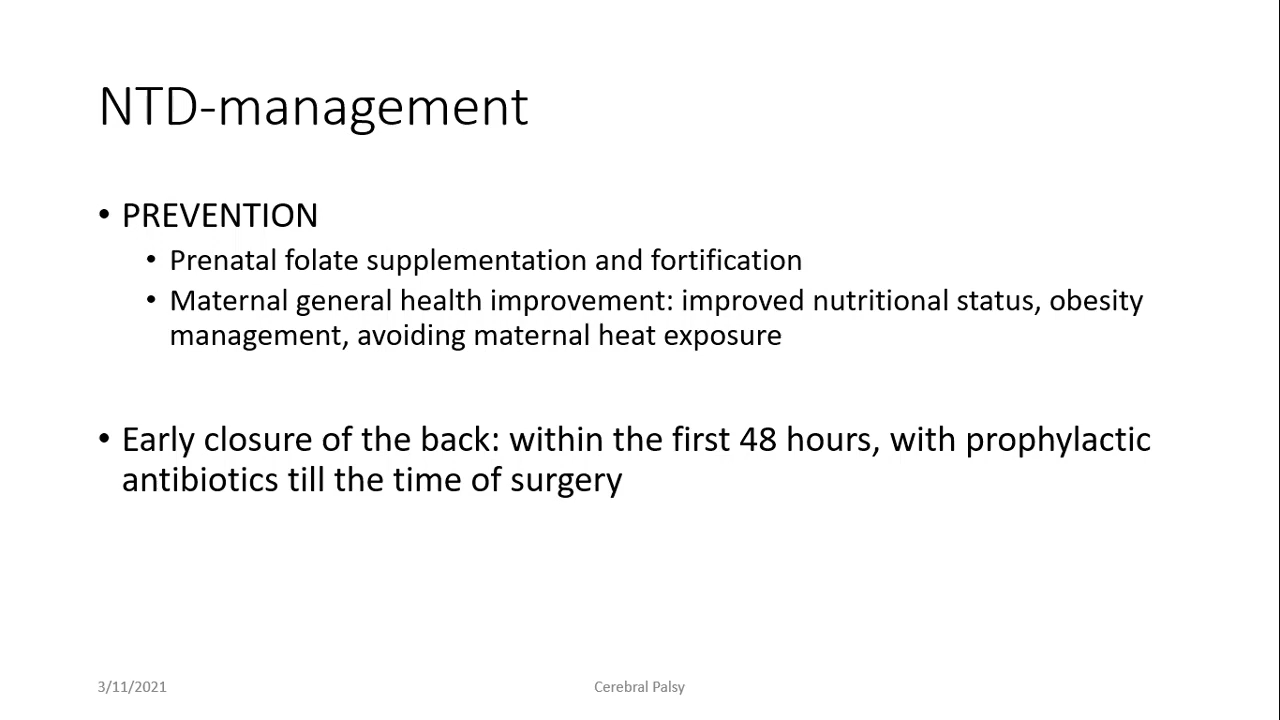 NTD-management
• PREVENTION
• Prenatal folate supplementation and fortification
• Maternal general health improvement: improved nutritional status, obesity
management, avoiding maternal heat exposure
• Early closure of the back: within the first 48 hours, with prophylactic
antibiotics till the time of surgery
3/11/2021
Cerebral Palsy